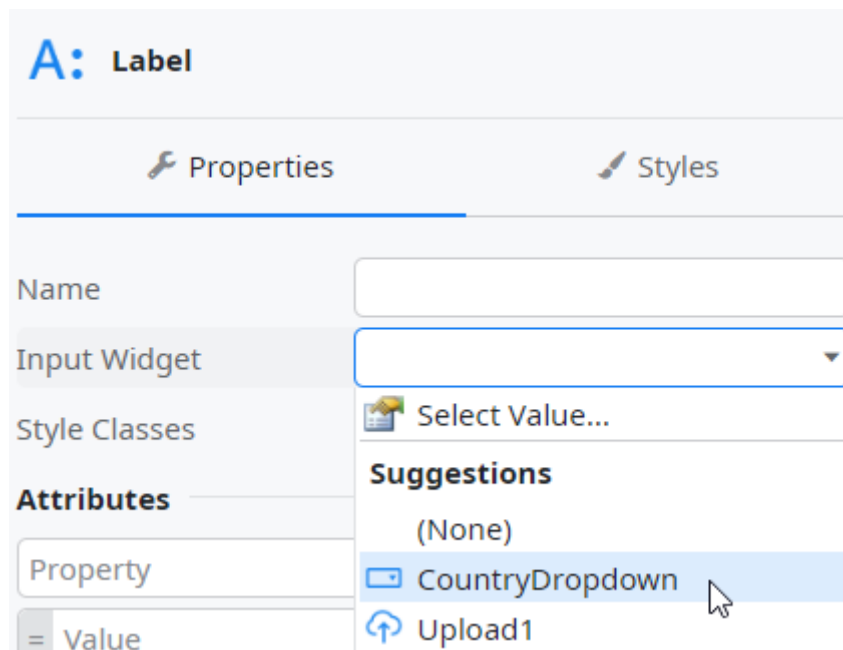 A: Label
Properties Styles
Name
Input Widget
Select Value...
Style Classes
Suggestions
Attributes
(None)
Property
CountryDropdown
= Value
Upload1